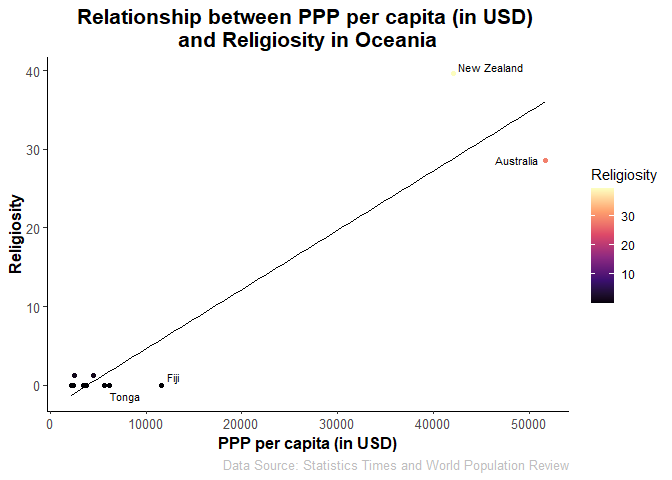 Relationship between PPP per capita (in USD)
and Religiosity in Oceania
New Zealand
Australia
Fiji
Tonga
40
30
20
10
0
0
10000
20000
30000
40000
50000
Religiosity
PPP per capita (in USD)
Religiosity
30
20
10
Data Source: Statistics Times and World Population Review